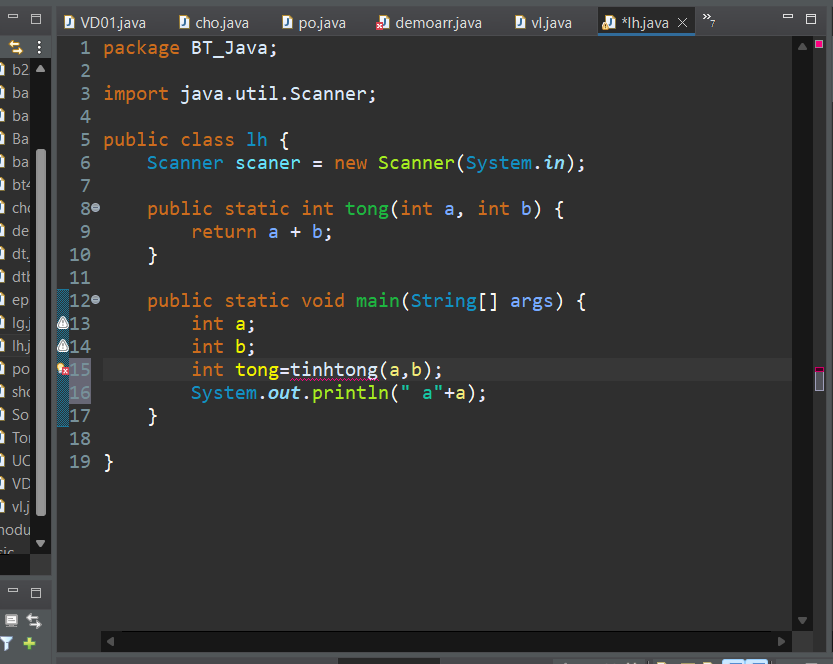 VD01.java cho.java po.java demoarr.java vl.java *lh.java »7
1 package BT_Java;
2
3 import java.util.Scanner;
4
5 public class lh {
6 Scanner scaner = new Scanner(System.in);
7
8 public static int tong(int a, int b) {
9 return a + b;
10 }
11
12 public static void main(String[] args) {
13 int a;
14 int b;
15 int tong=tinhtong(a,b);
16 System.out.println(" a"+a);
17 }
18
19 }
b2
ba
ba
Ba
ba
bt4
cho
de
dt.
dtb
ep
lg.j
lh.j
po
sho
So
Tor
UC
VD
vl.j
modu